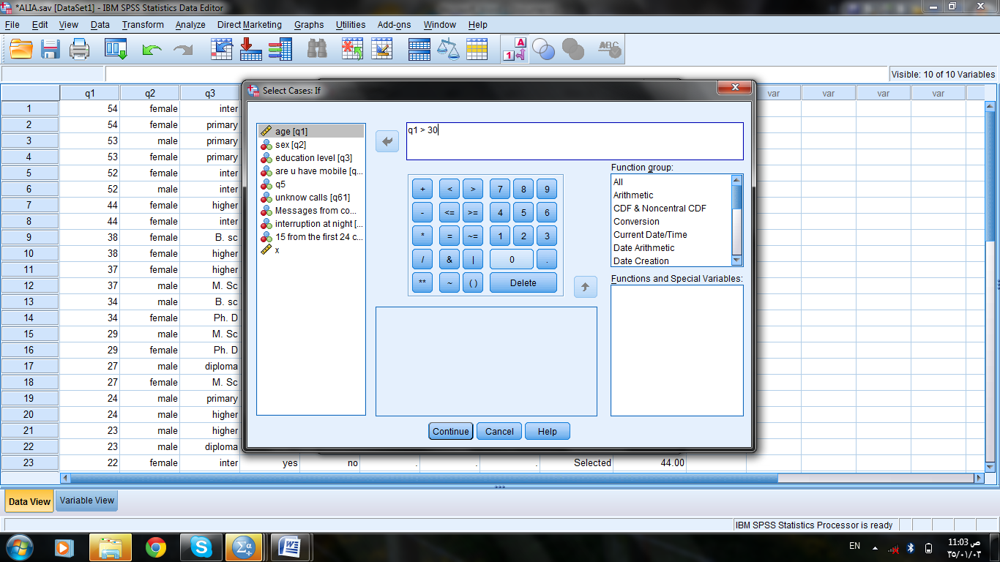 *ALIA.sav [DataSet1] - IBM SPSS Statistics Data Editor
File Edit View Data Transform Analyze Direct Marketing Graphs Utilities Add-ons Window Help
Visible: 10 of 10 Variables
q1 q2 q3 var var var var
1 54 female inter
2 54 female primary
3 53 male primary
4 53 female primary
5 52 female inter
6 52 male inter
7 44 female higher
8 44 female inter
9 38 female B. sc
10 38 female higher
11 37 female higher
12 37 male M. Sc
13 34 male B. sc
14 34 female Ph. D
15 29 male M. Sc
16 29 female Ph. D
17 27 male diploma
18 27 female M. Sc
19 24 male primary
20 24 male higher
21 23 male higher
22 23 male diploma
23 22 female inter yes no . . . Selected 44.00
Select Cases: If
age [q1]
sex [q2]
education level [q3]
are u have mobile [q...
q5
unknow calls [q61]
Messages from co...
interruption at night [...
15 from the first 24 c...
x
q1 > 30
+ < > 7 8 9
- <= >= 4 5 6
* = ~= 1 2 3
/ & | 0 .
** ~ ( ) Delete
Function group:
All
Arithmetic
CDF & Noncentral CDF
Conversion
Current Date/Time
Date Arithmetic
Date Creation
Functions and Special Variables:
Continue Cancel Help
Data View Variable View
IBM SPSS Statistics Processor is ready
EN
11:03 ص
٣٥/٠١/٠٣